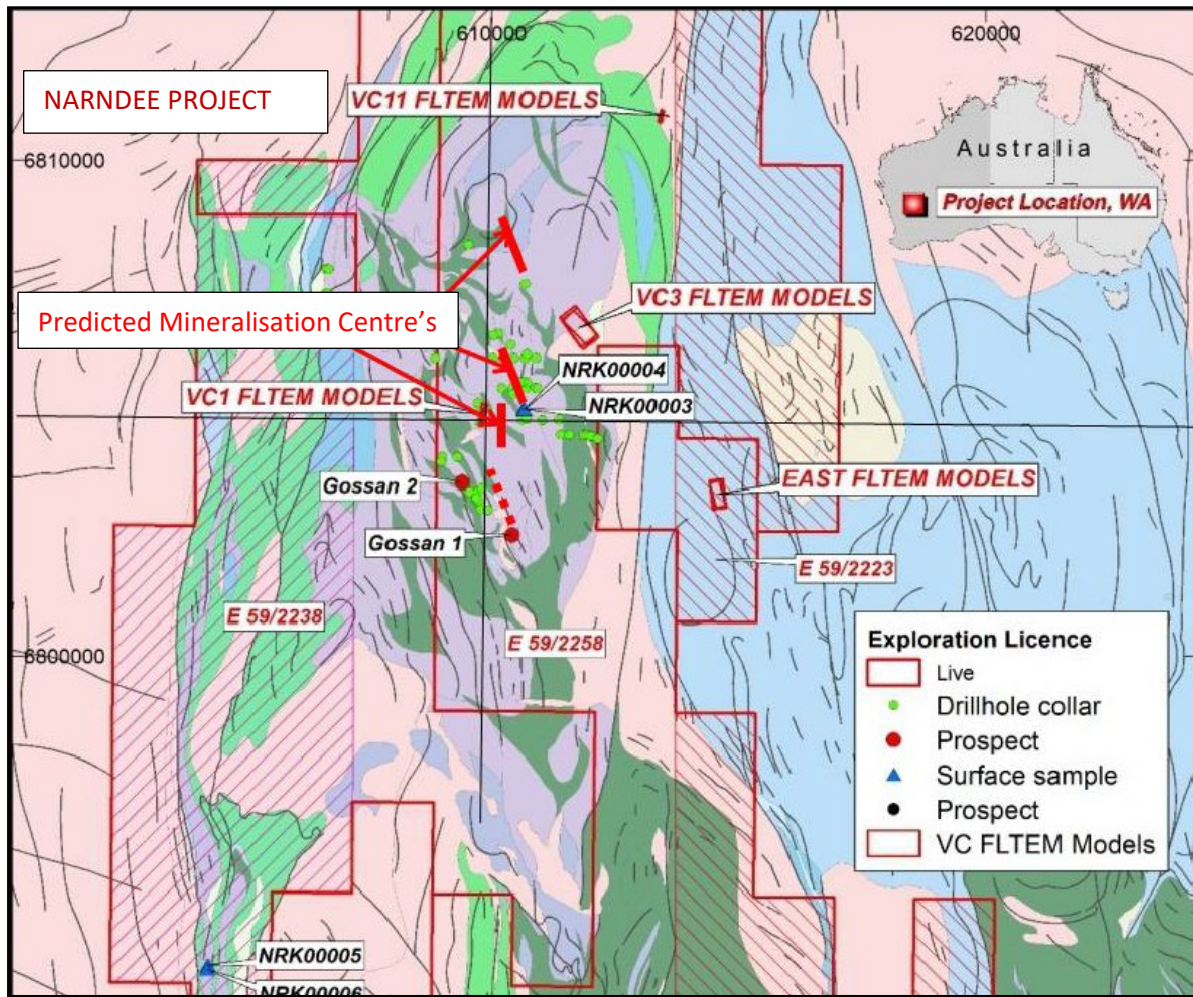 610000
620000
NARNDEE PROJECT
VC11 FLTEM MODELS
6810000
Australia
Project Location, WA
VC3 FLTEM MODELS
Predicted Mineralisation Centre's
NRK00004
VC1 FLTEM MODELS
NRK00003
EAST FLTEM MODELS
Gossan 2
Gossan 1
E 59/2223
E 59/2238
E 59/2258
6800000
Exploration Licence
Live
Drillhole collar
Prospect
Surface sample
Prospect
VC FLTEM Models
NRK00005
NRK00006